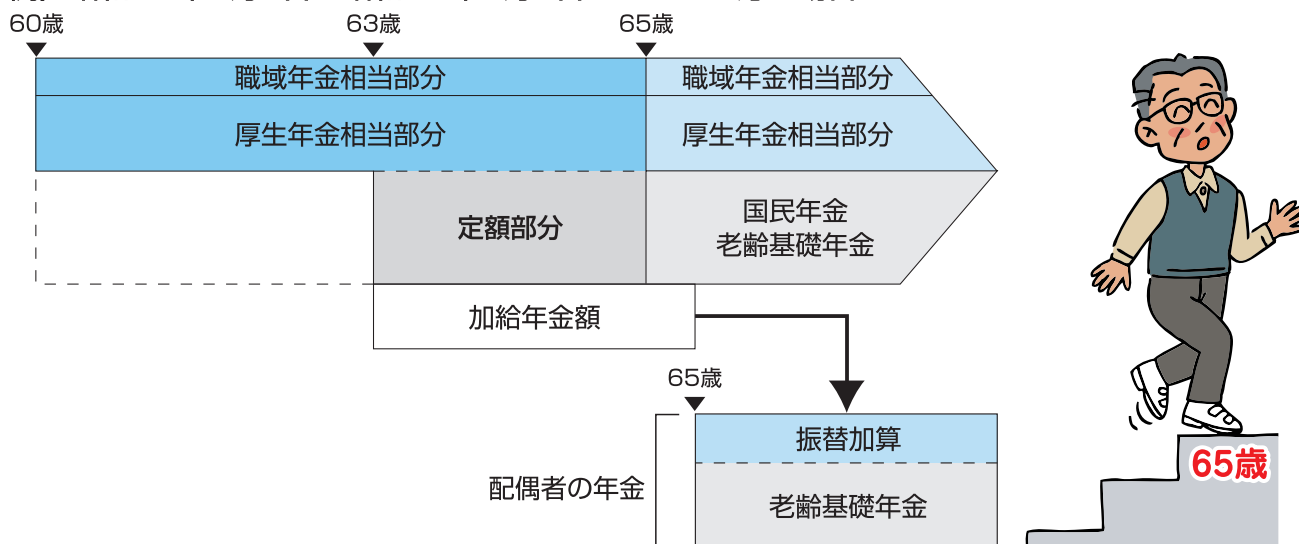 60歳
63歳
65歳
職域年金相当部分
職域年金相当部分
厚生年金相当部分
厚生年金相当部分
定額部分
国民年金
老齢基礎年金
加給年金額
65歳
振替加算
配偶者の年金
老齢基礎年金
65歳